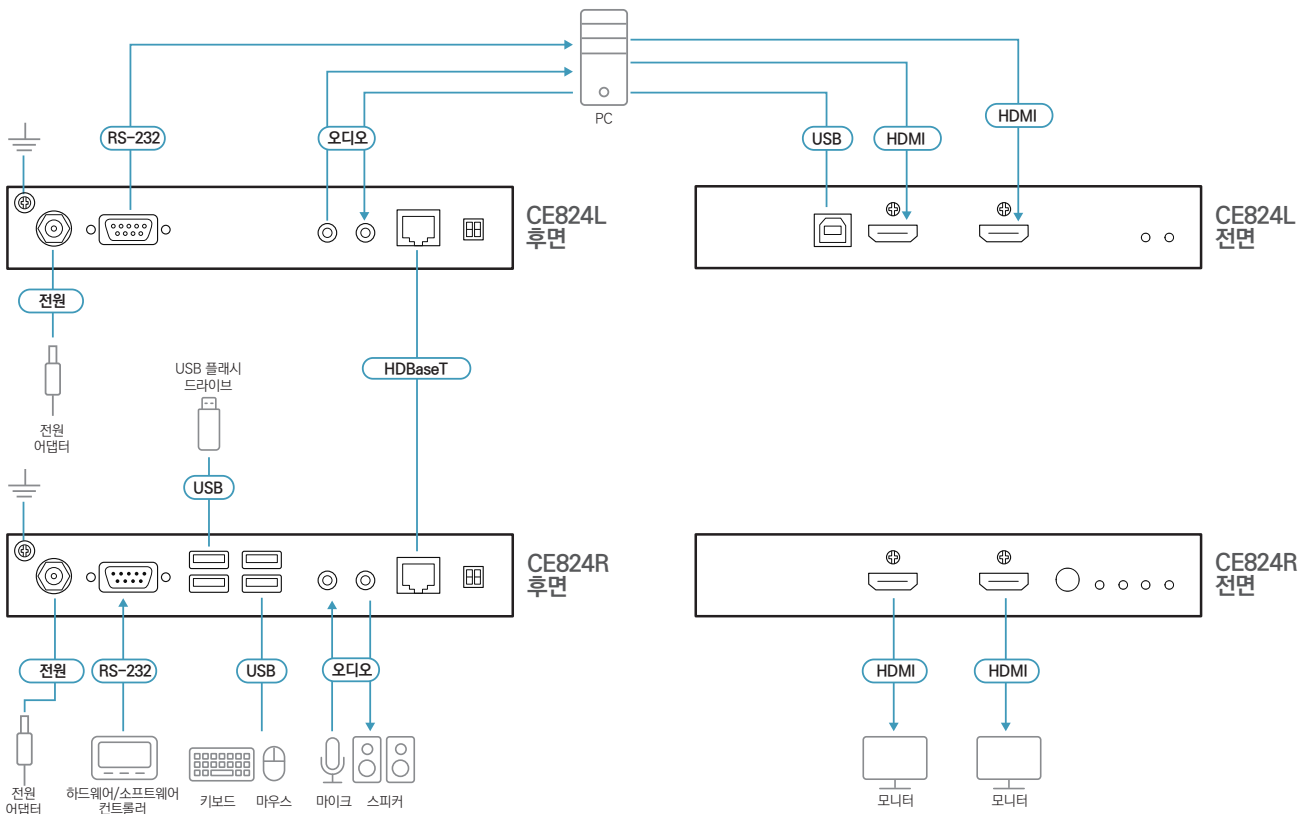 PC
RS-232
오디오
USB
HDMI
HDMI
CE824L
후면
CE824L
전면
전원
전원
어댑터
USB 플래시
드라이브
HDBaseT
USB
CE824R
후면
CE824R
전면
전원
RS-232
USB
오디오
HDMI
HDMI
전원
어댑터
하드웨어/소프트웨어
컨트롤러
키보드
마우스
마이크
스피커
모니터
모니터